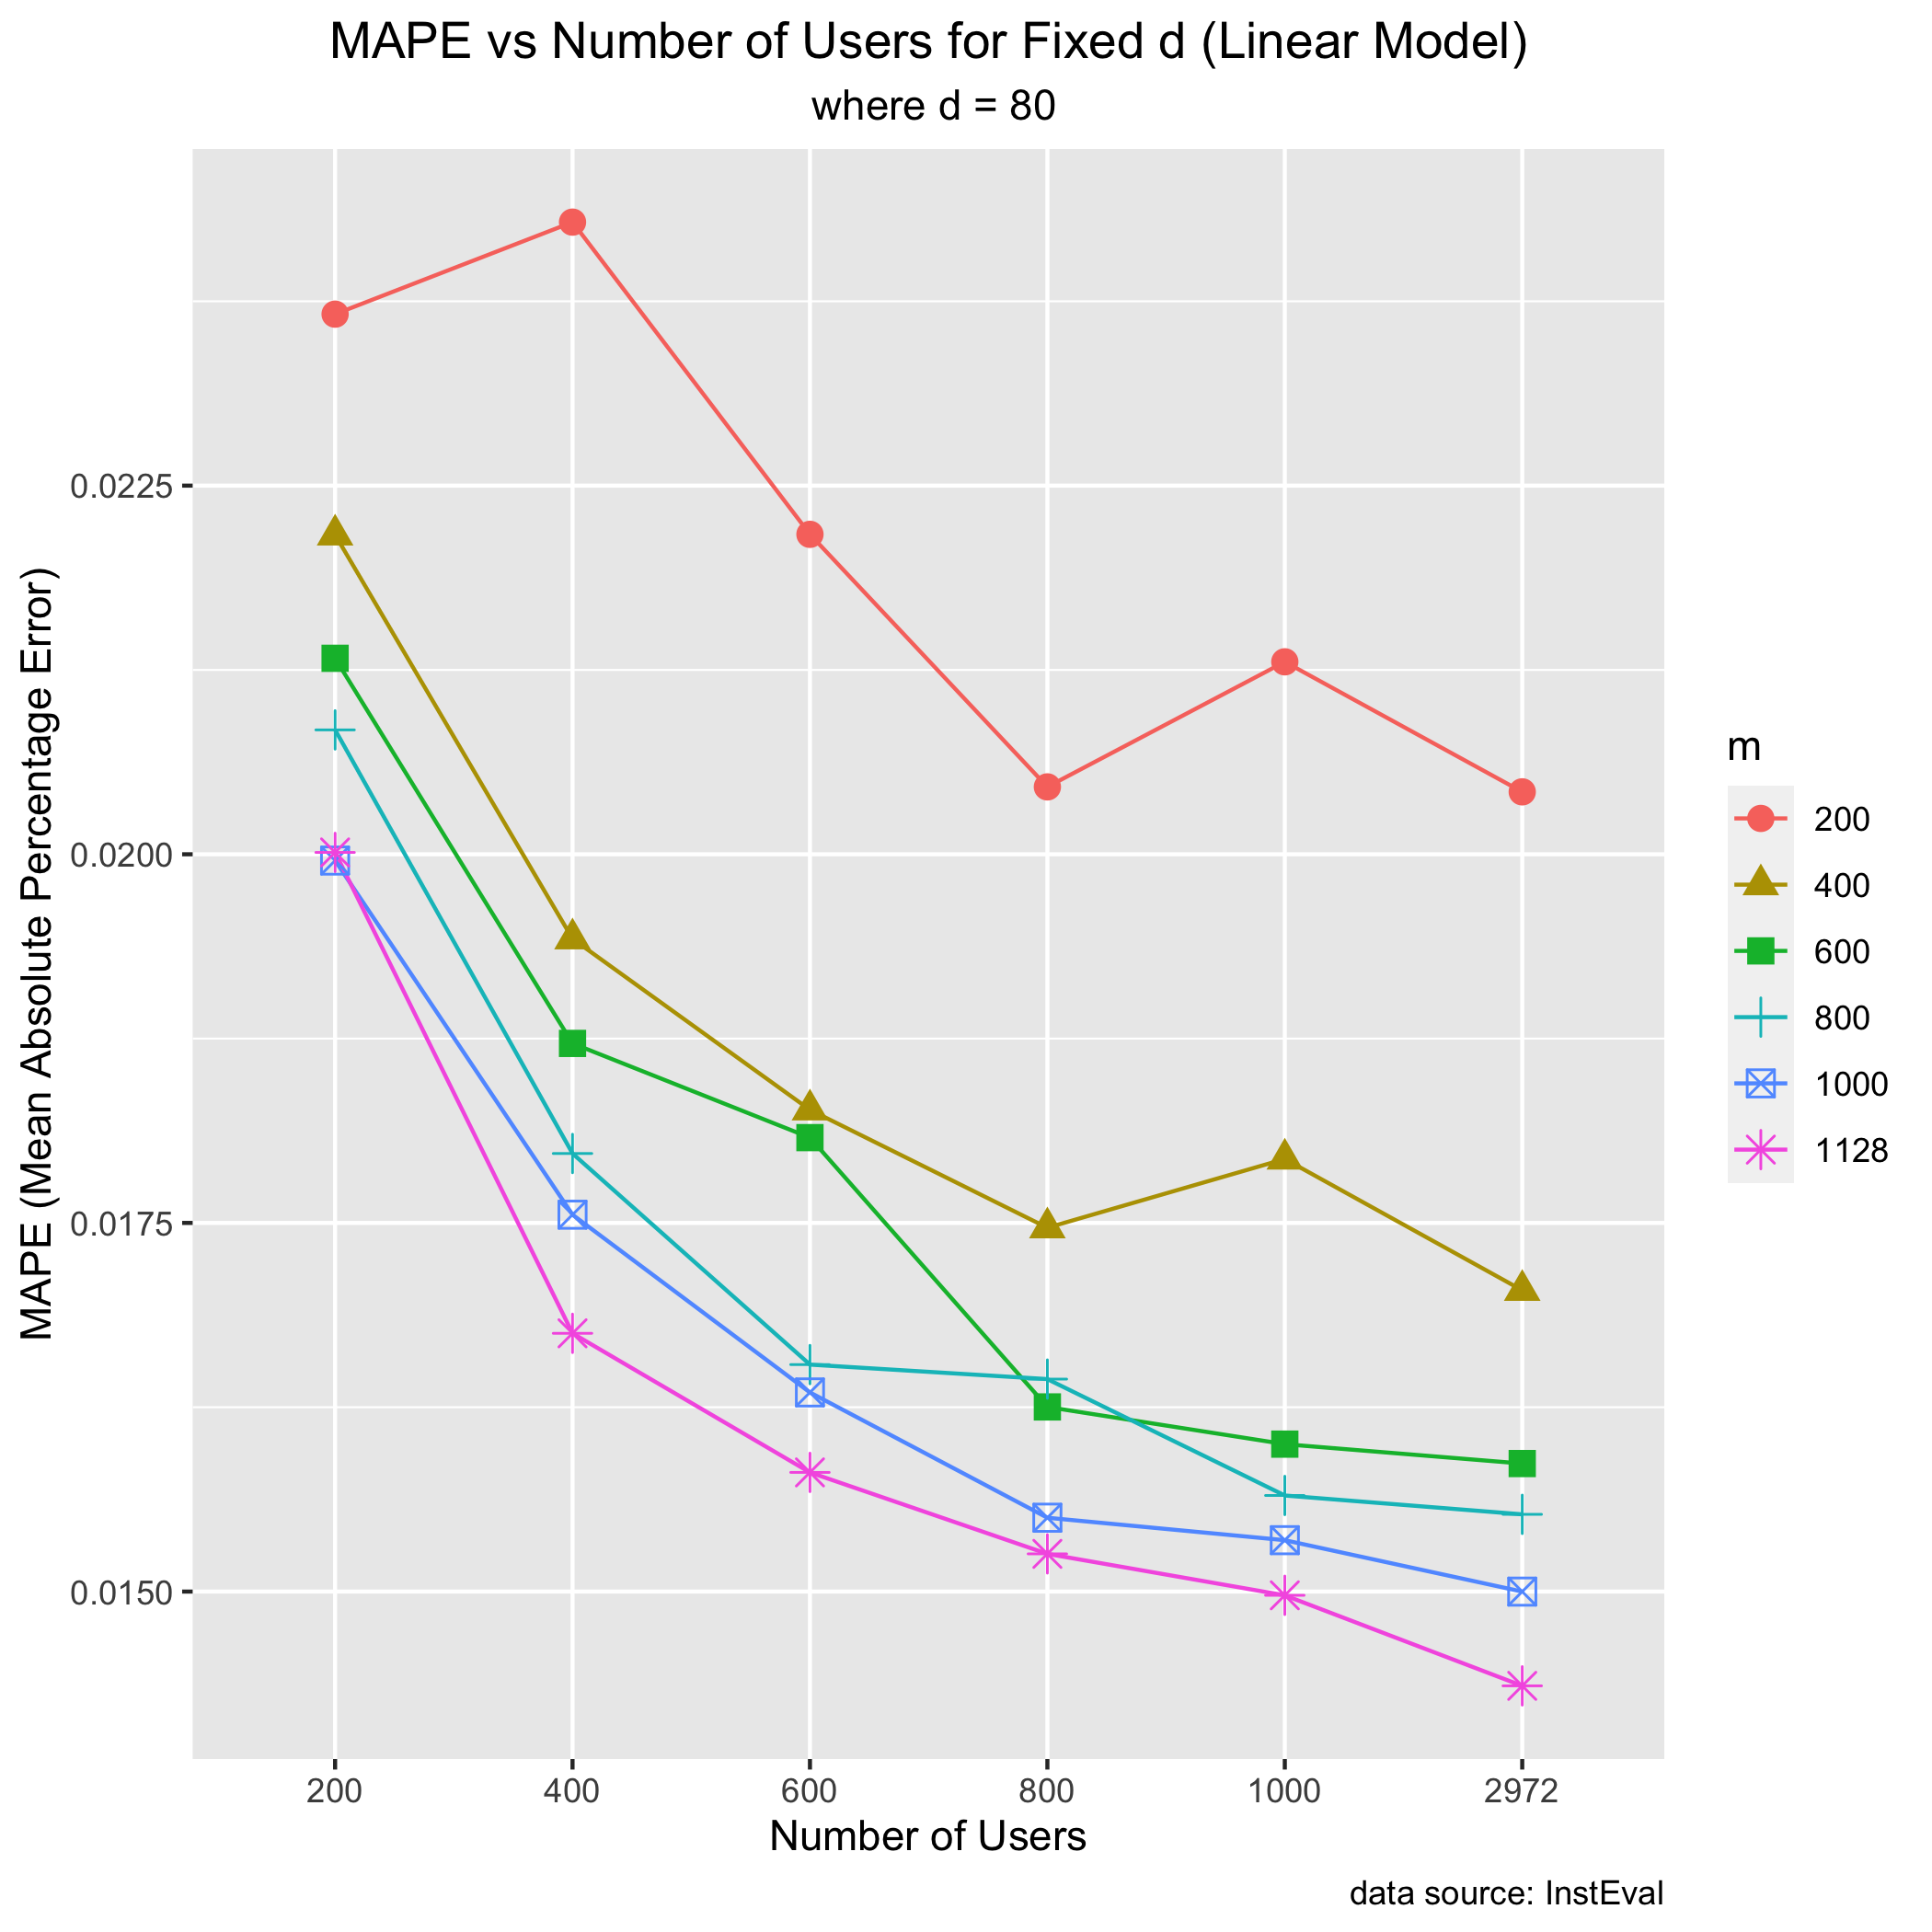 MAPE vs Number of Users for Fixed d (Linear Model)
where d = 80
MAPE (Mean Absolute Percentage Error)
0.0225
0.0200
0.0175
0.0150
200 400 600 800 1000 2972
Number of Users
m
200
400
600
800
1000
1128
data source: InstEval